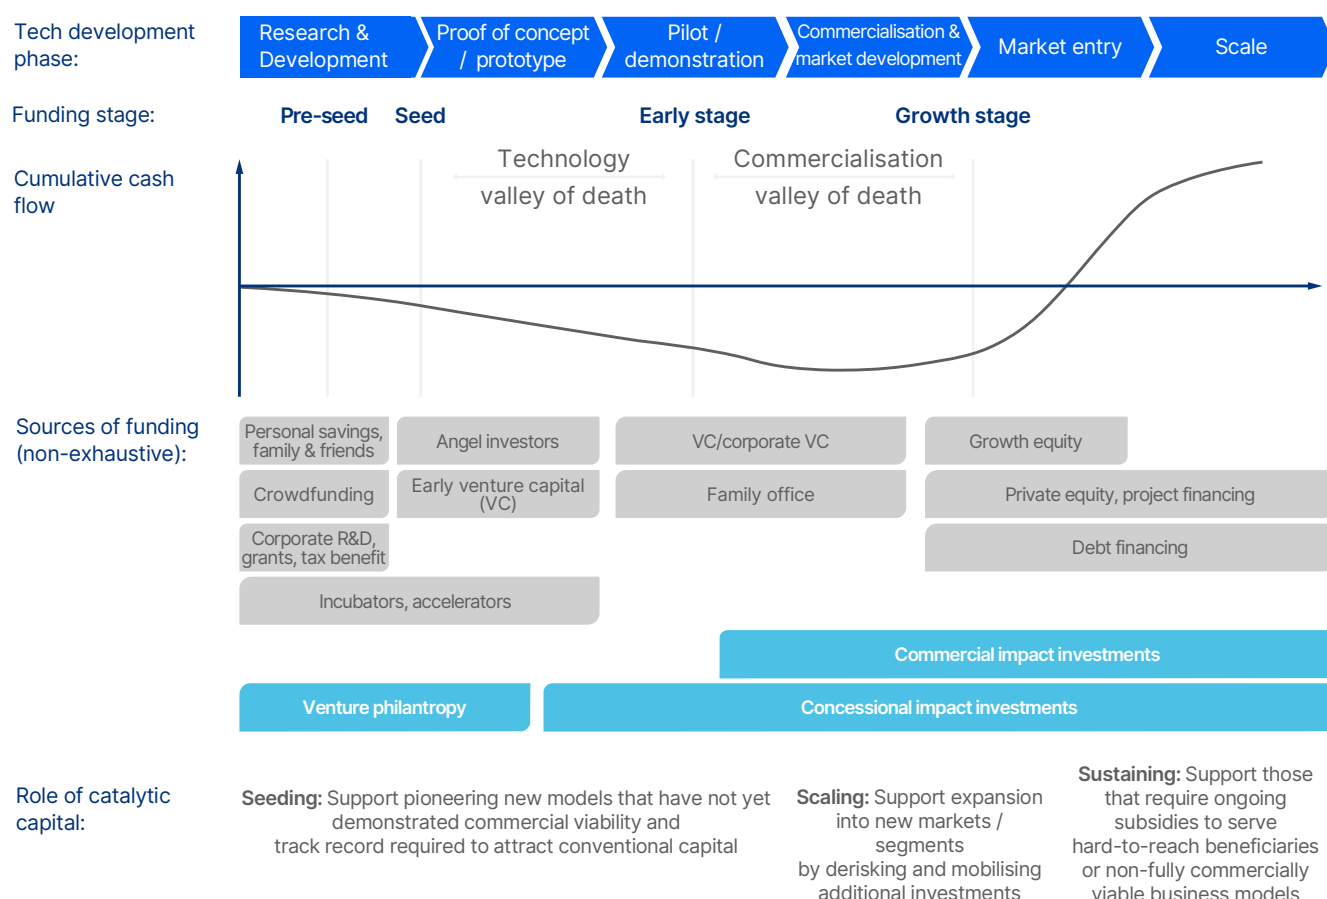 Tech development
phase:
Research &
Development
Proof of concept
/ prototype
Pilot /
demonstration
Commercialisation &
market development
Market entry
Scale
Funding stage:
Pre-seed
Seed
Early stage
Growth stage
Cumulative cash
flow
Technology
valley of death
Commercialisation
valley of death
Sources of funding
(non-exhaustive):
Personal savings,
family & friends
Angel investors
VC/corporate VC
Growth equity
Crowdfunding
Early venture capital
(VC)
Family office
Private equity, project financing
Corporate R&D,
grants, tax benefit
Debt financing
Incubators, accelerators
Commercial impact investments
Venture philantropy
Concessional impact investments
Role of catalytic
capital:
Seeding: Support pioneering new models that have not yet
demonstrated commercial viability and
track record required to attract conventional capital
Scaling: Support expansion
into new markets /
segments
by derisking and mobilising
additional investments
Sustaining: Support those
that require ongoing
subsidies to serve
hard-to-reach beneficiaries
or non-fully commercially
viable business models